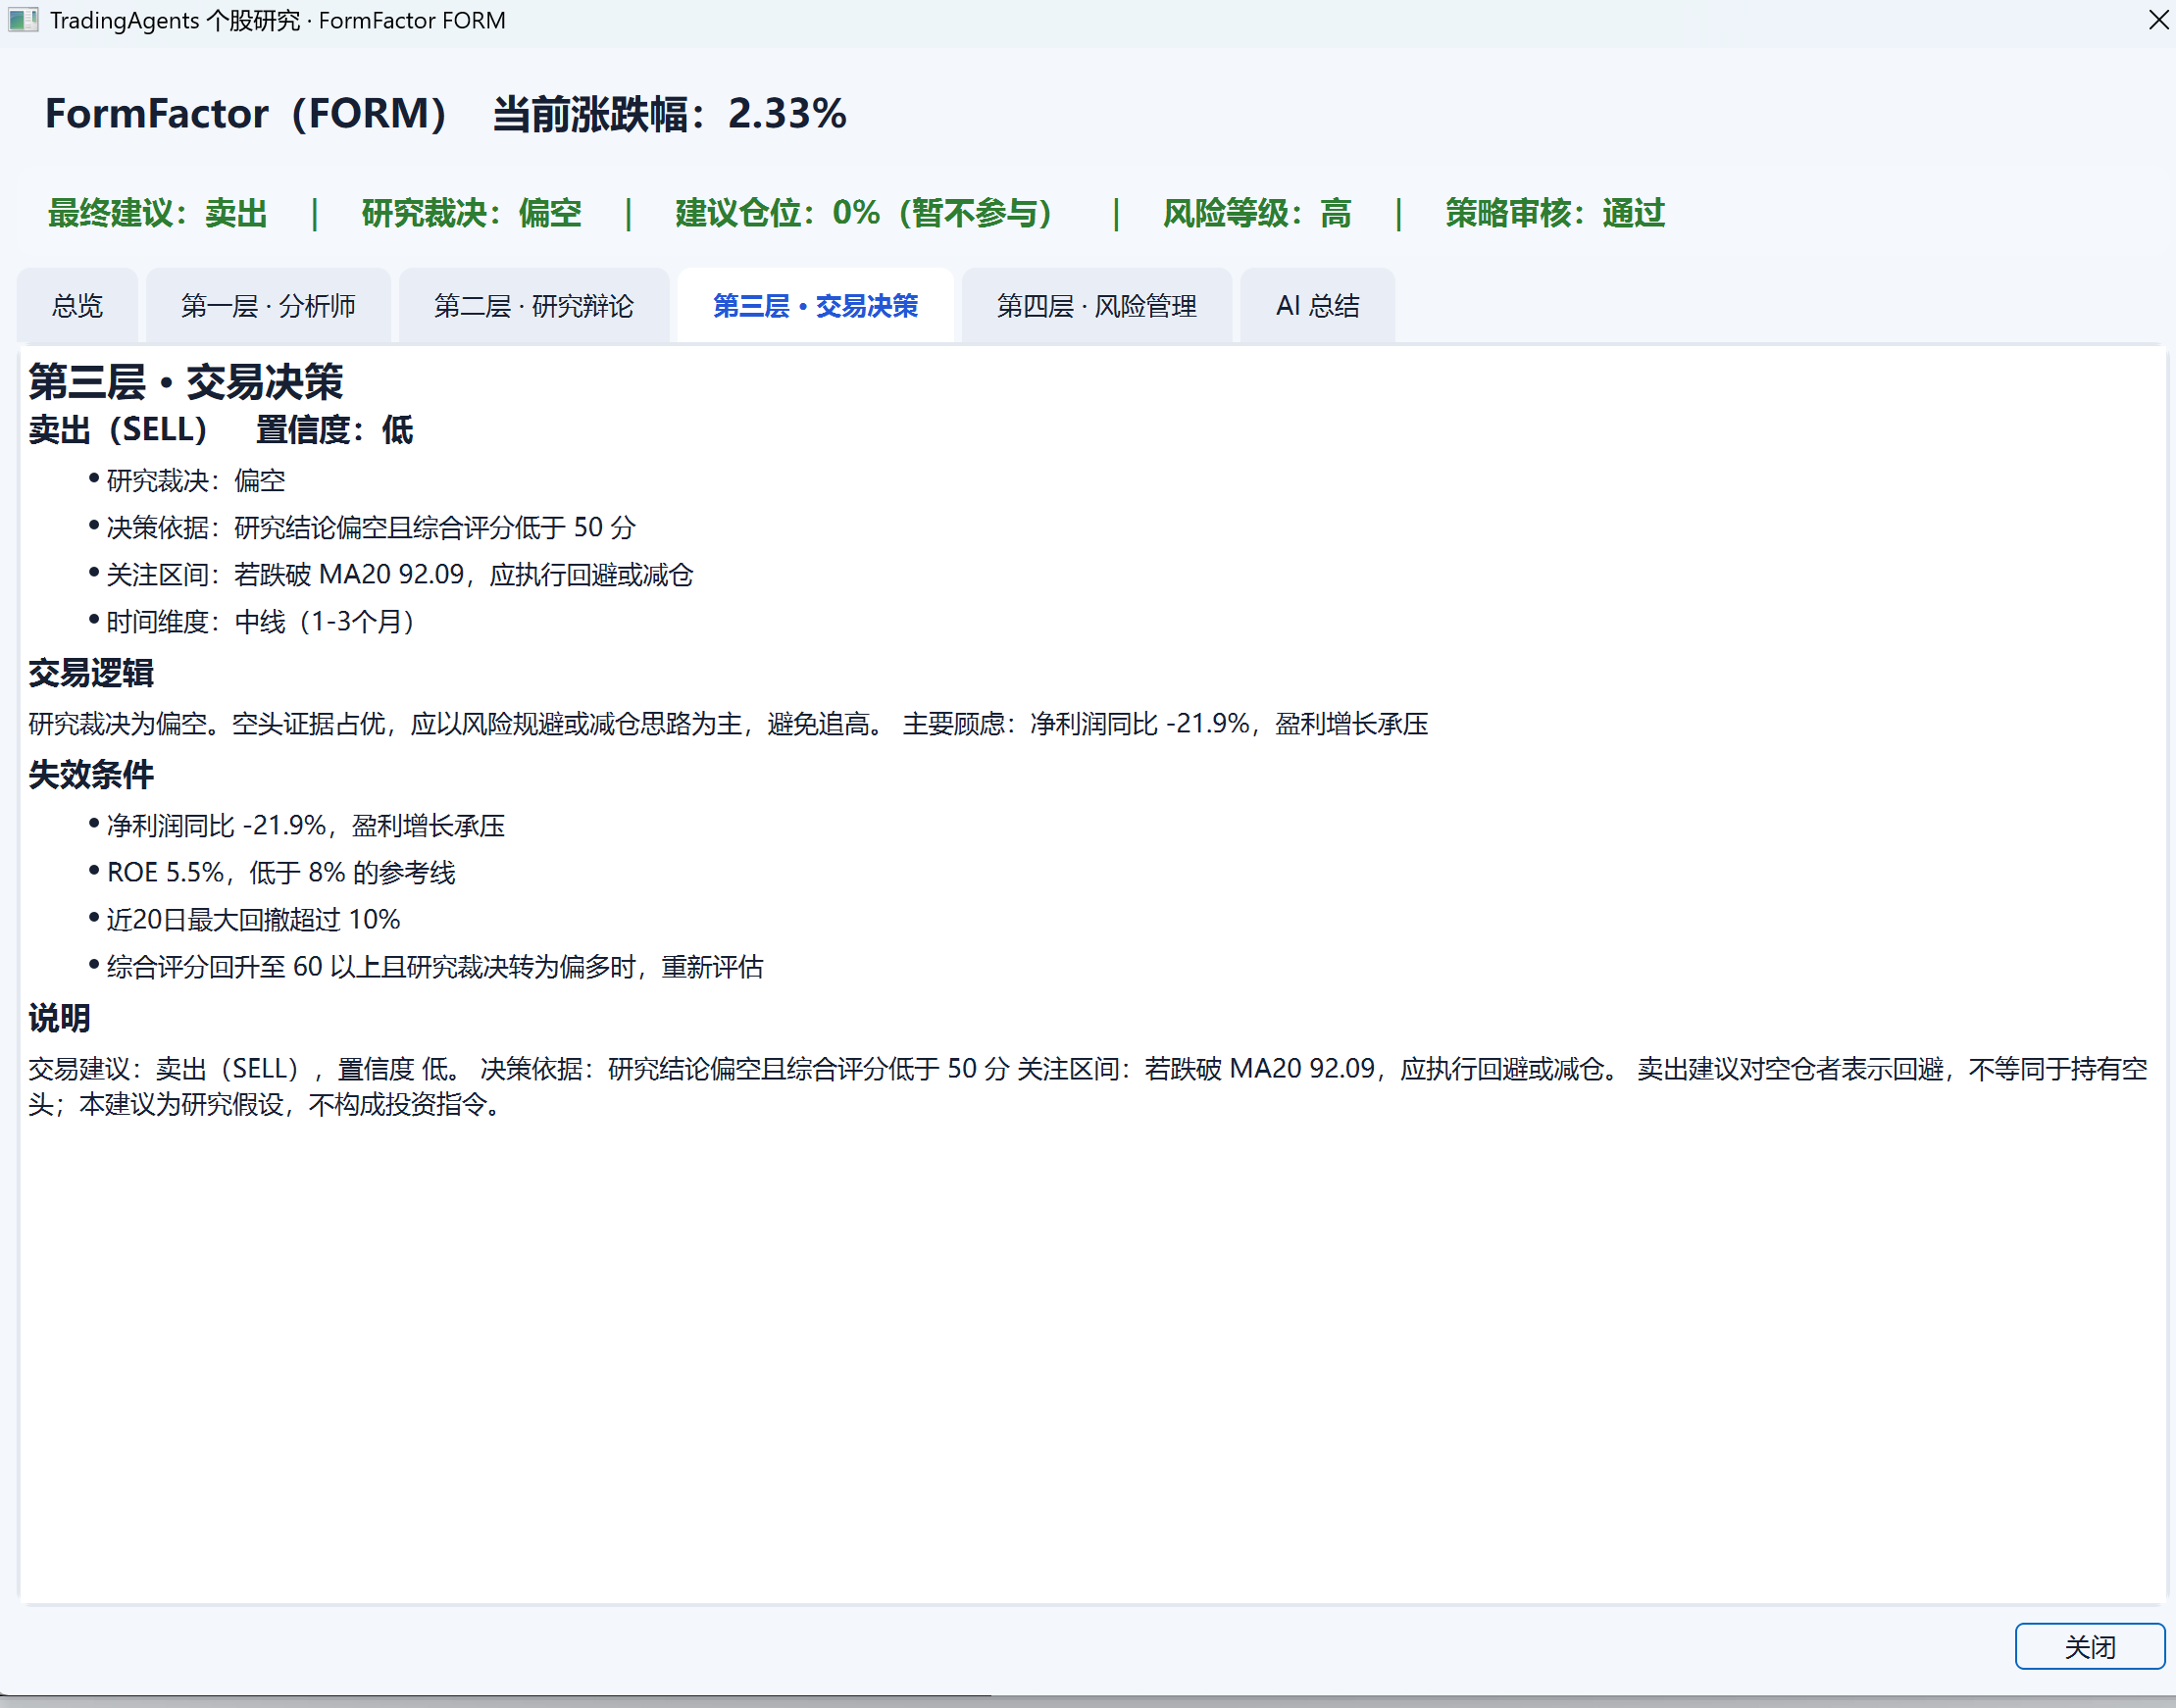 TradingAgents 个股研究 · FormFactor FORM
FormFactor（FORM） 当前涨跌幅：2.33%
最终建议：卖出 | 研究裁决：偏空 | 建议仓位：0%（暂不参与） | 风险等级：高 | 策略审核：通过
总览 第一层 · 分析师 第二层 · 研究辩论 第三层 · 交易决策 第四层 · 风险管理 AI 总结
第三层 · 交易决策
卖出（SELL） 置信度：低
• 研究裁决：偏空
• 决策依据：研究结论偏空且综合评分低于 50 分
• 关注区间：若跌破 MA20 92.09，应执行回避或减仓
• 时间维度：中线（1-3个月）
交易逻辑
研究裁决为偏空。空头证据占优，应以风险规避或减仓思路为主，避免追高。 主要顾虑：净利润同比 -21.9%，盈利增长承压
失效条件
• 净利润同比 -21.9%，盈利增长承压
• ROE 5.5%，低于 8% 的参考线
• 近20日最大回撤超过 10%
• 综合评分回升至 60 以上且研究裁决转为偏多时，重新评估
说明
交易建议：卖出（SELL），置信度 低。 决策依据：研究结论偏空且综合评分低于 50 分 关注区间：若跌破 MA20 92.09，应执行回避或减仓。 卖出建议对空仓者表示回避，不等同于持有空
头；本建议为研究假设，不构成投资指令。
关闭